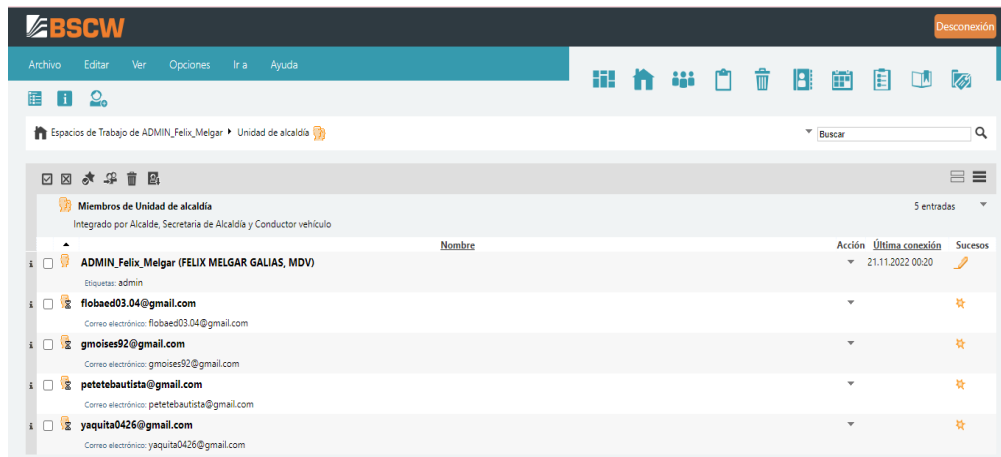 BSCW
Desconexión
Archivo Editar Ver Opciones Ir a Ayuda
Espacios de Trabajo de ADMIN_Felix_Melgar Unidad de alcaldía
Buscar
Miembros de Unidad de alcaldía
5 entradas
Integrado por Alcalde, Secretaria de Alcaldía y Conductor vehículo
Nombre Acción Última conexión Sucesos
ADMIN_Felix_Melgar (FELIX MELGAR GALIAS, MDV) 21.11.2022 00:20
Etiquetas: admin
flobaed03.04@gmail.com
Correo electrónico: flobaed03.04@gmail.com
gmoises92@gmail.com
Correo electrónico: gmoises92@gmail.com
petetebautista@gmail.com
Correo electrónico: petetebautista@gmail.com
yaquita0426@gmail.com
Correo electrónico: yaquita0426@gmail.com